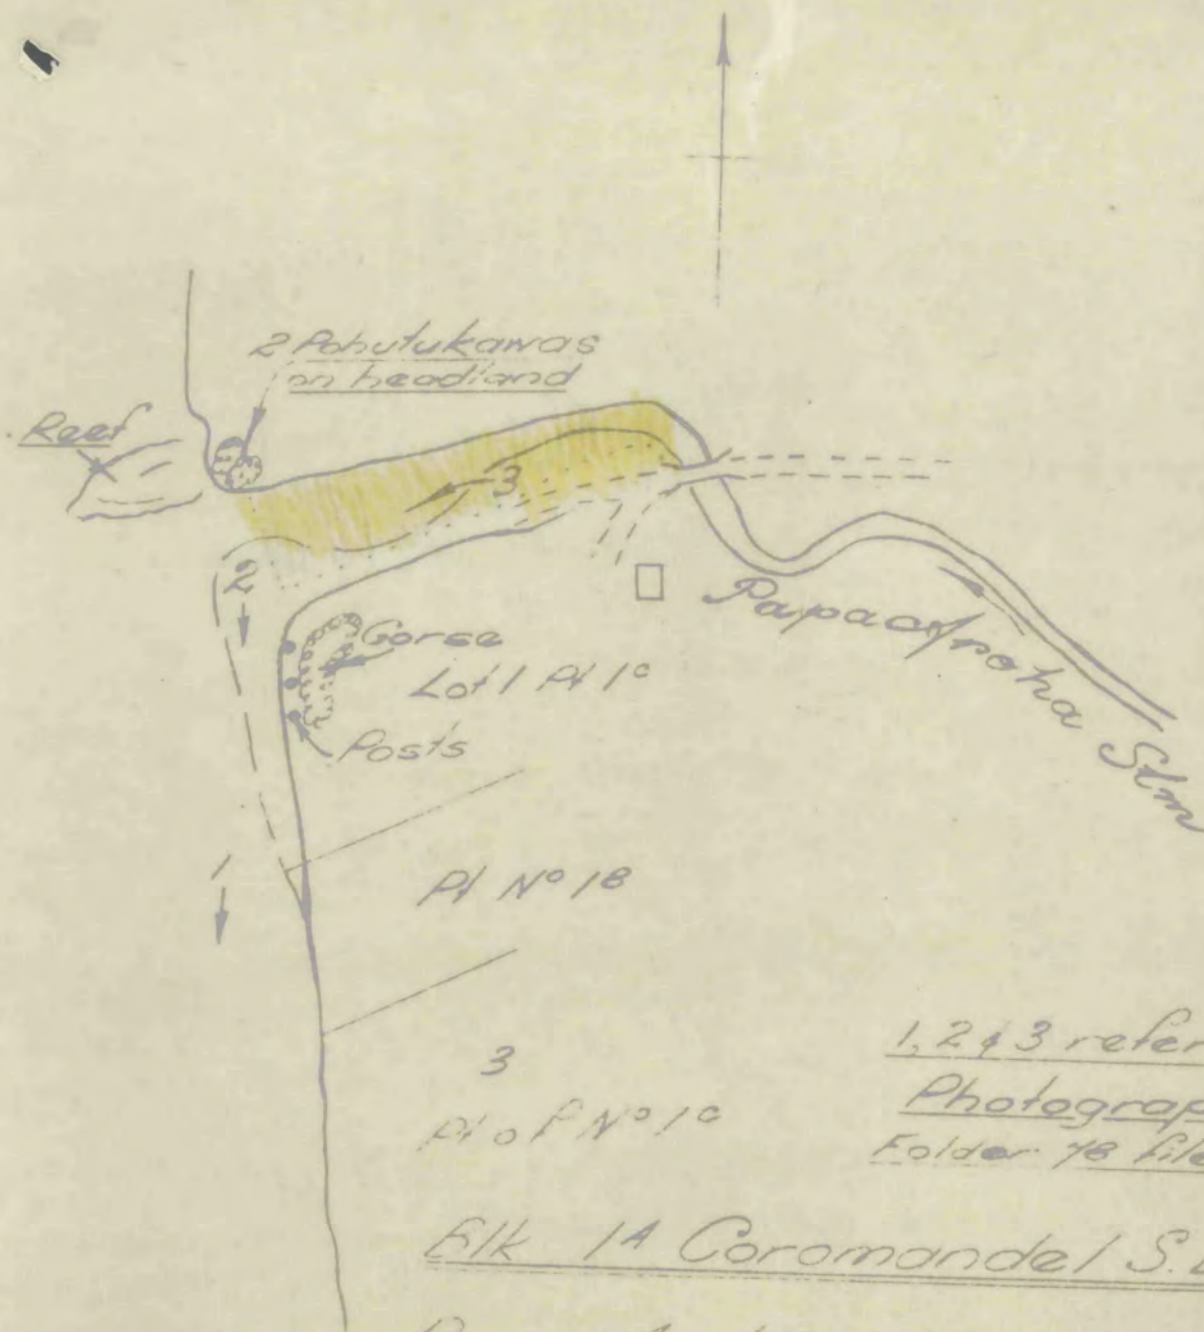 2 Pohutukawas
on headland
Reef
3
2
Gorse
Lot 1 Pt 1ᶜ
Posts
Stm
Pt Nº 1ᴮ
1
3
Pt of P Nº 1ᶜ
1, 2 & 3 refer
Photograp
Folder 78 file
Blk 1ᴬ Coromandel S.D